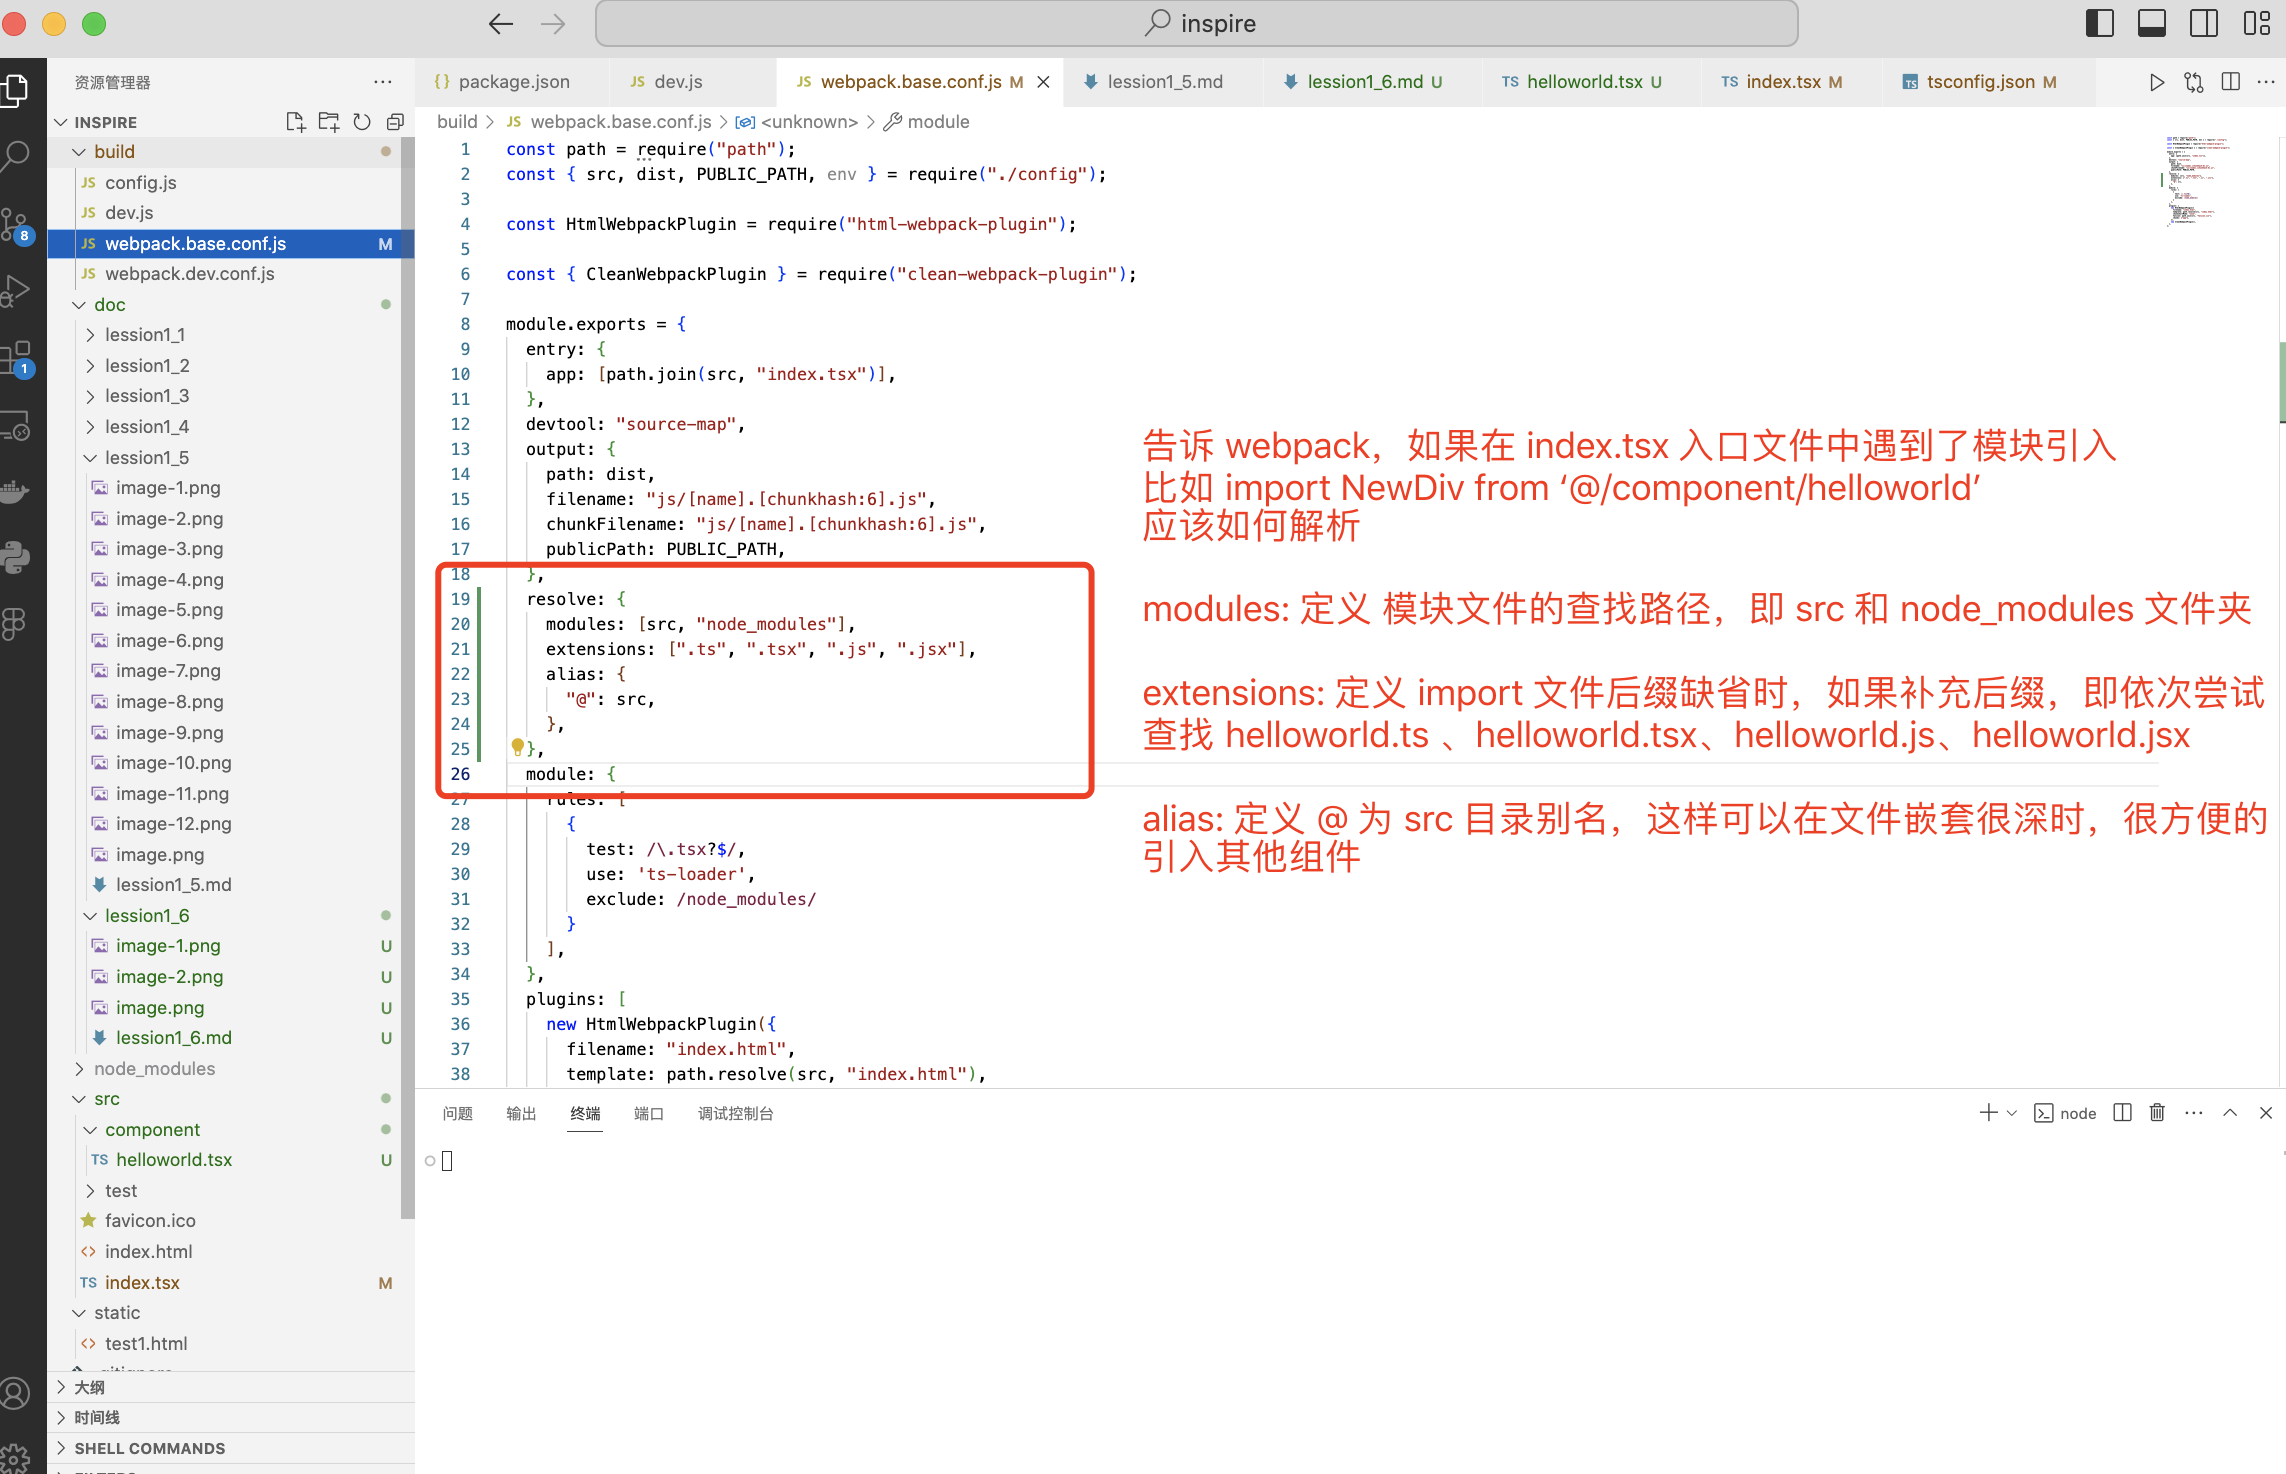 inspire
资源管理器
INSPIRE
build
config.js
dev.js
webpack.base.conf.js M
webpack.dev.conf.js
doc
lession1_1
lession1_2
lession1_3
lession1_4
lession1_5
image-1.png
image-2.png
image-3.png
image-4.png
image-5.png
image-6.png
image-7.png
image-8.png
image-9.png
image-10.png
image-11.png
image-12.png
image.png
lession1_5.md
lession1_6
image-1.png U
image-2.png U
image.png U
lession1_6.md U
node_modules
src
component
TS helloworld.tsx U
test
favicon.ico
index.html
TS index.tsx M
static
test1.html
大纲
时间线
SHELL COMMANDS
8
1
{} package.json
JS dev.js
JS webpack.base.conf.js M
lession1_5.md
lession1_6.md U
TS helloworld.tsx U
TS index.tsx M
TS tsconfig.json M
build > JS webpack.base.conf.js > <unknown> > module
1 const path = require("path");
2 const { src, dist, PUBLIC_PATH, env } = require("./config");
3
4 const HtmlWebpackPlugin = require("html-webpack-plugin");
5
6 const { CleanWebpackPlugin } = require("clean-webpack-plugin");
7
8 module.exports = {
9 entry: {
10 app: [path.join(src, "index.tsx")],
11 },
12 devtool: "source-map",
13 output: {
14 path: dist,
15 filename: "js/[name].[chunkhash:6].js",
16 chunkFilename: "js/[name].[chunkhash:6].js",
17 publicPath: PUBLIC_PATH,
18 },
19 resolve: {
20 modules: [src, "node_modules"],
21 extensions: [".ts", ".tsx", ".js", ".jsx"],
22 alias: {
23 "@": src,
24 },
25 },
26 module: {
27 rules: [
28 {
29 test: /\.tsx?$/,
30 use: 'ts-loader',
31 exclude: /node_modules/
32 }
33 ],
34 },
35 plugins: [
36 new HtmlWebpackPlugin({
37 filename: "index.html",
38 template: path.resolve(src, "index.html"),
告诉 webpack，如果在 index.tsx 入口文件中遇到了模块引入
比如 import NewDiv from ‘@/component/helloworld’
应该如何解析
modules: 定义 模块文件的查找路径，即 src 和 node_modules 文件夹
extensions: 定义 import 文件后缀缺省时，如果补充后缀，即依次尝试
查找 helloworld.ts 、helloworld.tsx、helloworld.js、helloworld.jsx
alias: 定义 @ 为 src 目录别名，这样可以在文件嵌套很深时，很方便的
引入其他组件
问题 输出 终端 端口 调试控制台
node